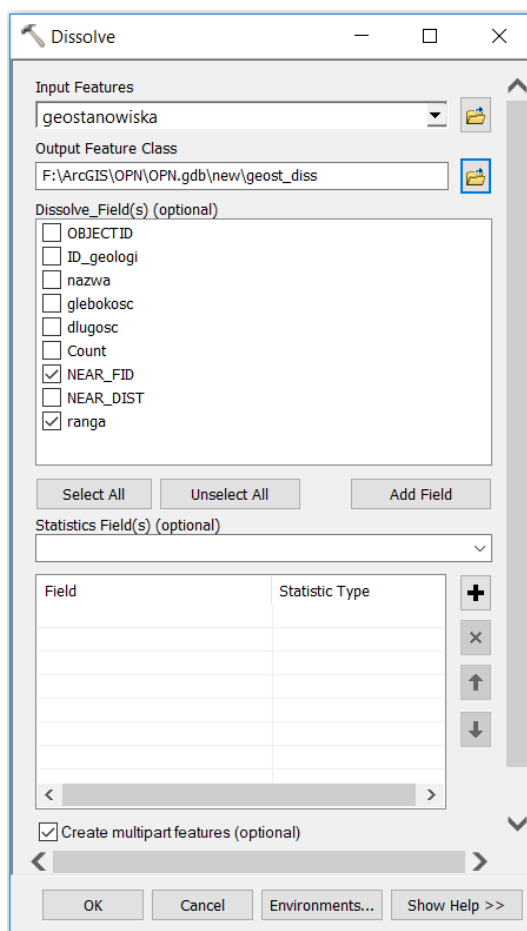 Dissolve
Input Features
geostanowiska
Output Feature Class
F:\ArcGIS\OPN\OPN.gdb\new\geost_diss
Dissolve_Field(s) (optional)
OBJECTID
ID_geologi
nazwa
glebokosc
dlugosc
Count
NEAR_FID
NEAR_DIST
ranga
Select All Unselect All Add Field
Statistics Field(s) (optional)
Field Statistic Type
Create multipart features (optional)
OK Cancel Environments... Show Help >>